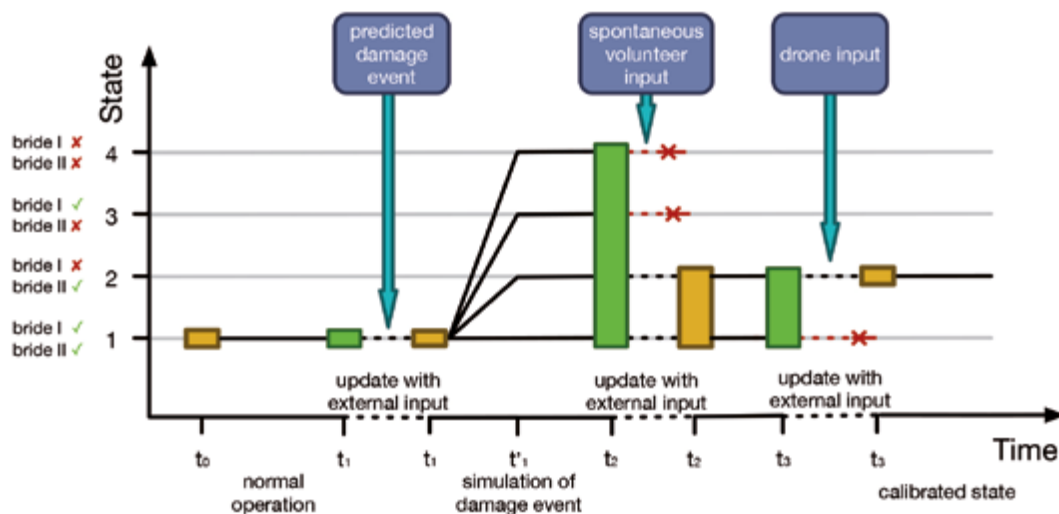 predicted
damage
event
spontaneous
volunteer
input
drone input
State
bride I ✗
bride II ✗
4
bride I ✓
bride II ✗
3
bride I ✗
bride II ✓
2
bride I ✓
bride II ✓
1
update with
external input
update with
external input
update with
external input
Time
t₀
t₁
t₁
t'₁
t₂
t₂
t₃
t₃
normal
operation
simulation of
damage event
calibrated state